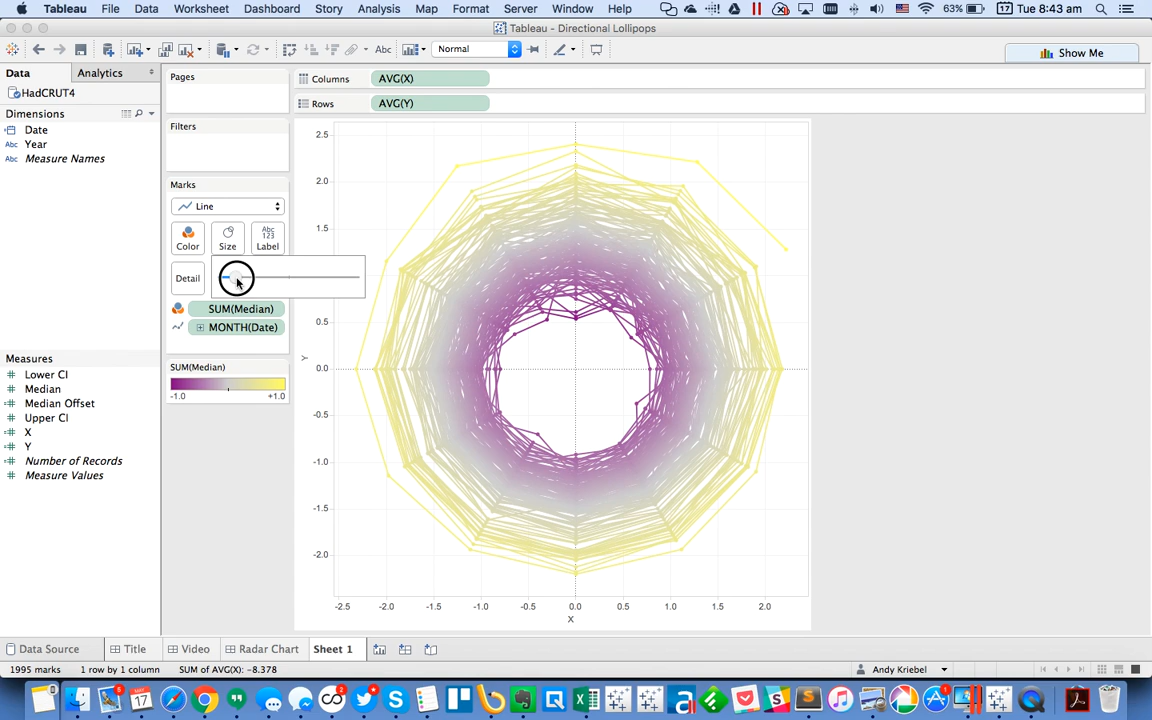 Tableau File Data Worksheet Dashboard Story Analysis Map Format Server Window Help 63% 17 Tue 8:43 am
Tableau - Directional Lollipops
Abc Normal Show Me
Data Analytics
HadCRUT4
Dimensions
Date
Abc Year
Abc Measure Names
Measures
Lower CI
Median
Median Offset
Upper CI
X
Y
Number of Records
Measure Values
Pages
Filters
Marks
Line
Color Size Abc 123 Label
Detail
SUM(Median)
MONTH(Date)
SUM(Median)
-1.0 +1.0
Columns AVG(X)
Rows AVG(Y)
2.5
2.0
1.5
0.5
0.0
-0.5
-1.0
-1.5
-2.0
Y
-2.5 -2.0 -1.5 -1.0 -0.5 0.0 0.5 1.0 1.5 2.0
X
Data Source Title Video Radar Chart Sheet 1
1995 marks 1 row by 1 column SUM of AVG(X): -8.378 Andy Kriebel